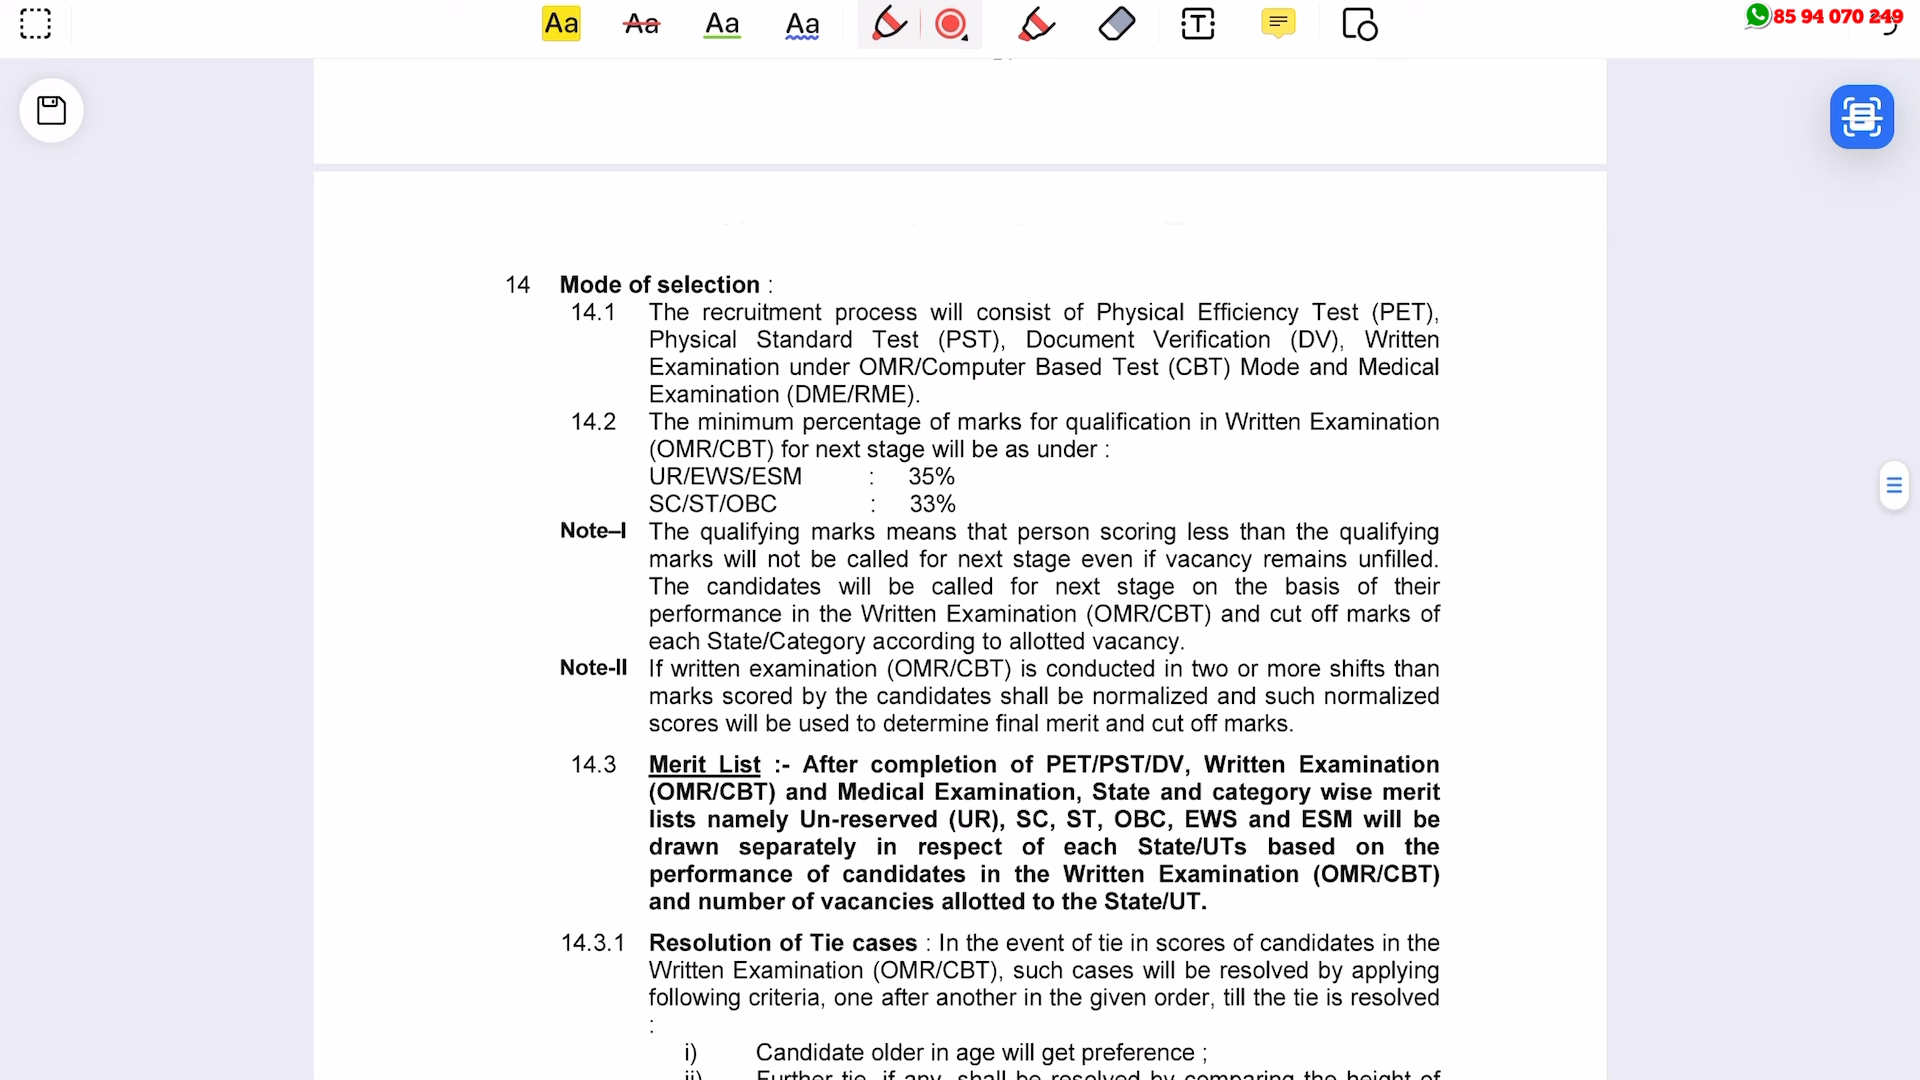 Aa Aa Aa Aa T
85 94 070 249
14 Mode of selection :
14.1 The recruitment process will consist of Physical Efficiency Test (PET),
Physical Standard Test (PST), Document Verification (DV), Written
Examination under OMR/Computer Based Test (CBT) Mode and Medical
Examination (DME/RME).
14.2 The minimum percentage of marks for qualification in Written Examination
(OMR/CBT) for next stage will be as under :
UR/EWS/ESM : 35%
SC/ST/OBC : 33%
Note–I The qualifying marks means that person scoring less than the qualifying
marks will not be called for next stage even if vacancy remains unfilled.
The candidates will be called for next stage on the basis of their
performance in the Written Examination (OMR/CBT) and cut off marks of
each State/Category according to allotted vacancy.
Note-II If written examination (OMR/CBT) is conducted in two or more shifts than
marks scored by the candidates shall be normalized and such normalized
scores will be used to determine final merit and cut off marks.
14.3 Merit List :- After completion of PET/PST/DV, Written Examination
(OMR/CBT) and Medical Examination, State and category wise merit
lists namely Un-reserved (UR), SC, ST, OBC, EWS and ESM will be
drawn separately in respect of each State/UTs based on the
performance of candidates in the Written Examination (OMR/CBT)
and number of vacancies allotted to the State/UT.
14.3.1 Resolution of Tie cases : In the event of tie in scores of candidates in the
Written Examination (OMR/CBT), such cases will be resolved by applying
following criteria, one after another in the given order, till the tie is resolved
:
i) Candidate older in age will get preference ;
ii) Further tie, if any, shall be resolved by comparing the height of